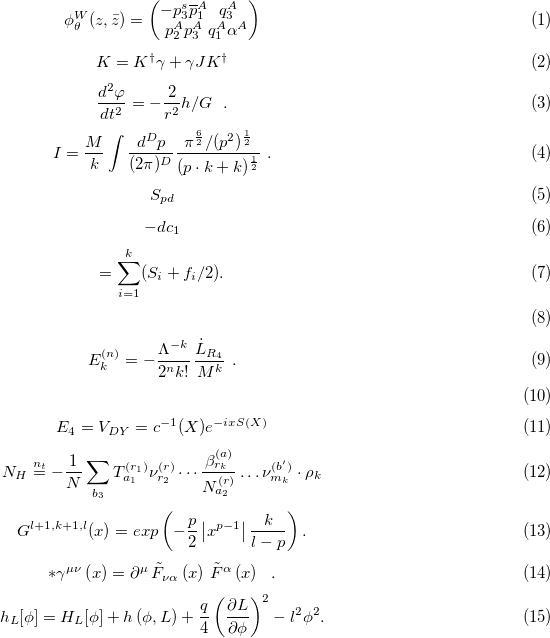 \phi_\theta^W(z,\bar{z}) = \begin{pmatrix} -p_3^s \overline{p}_1^A & q_3^A \\ p_2^A p_3^A & q_1^A \alpha^A \end{pmatrix} (1)
K = K^\dagger \gamma + \gamma J K^\dagger (2)
\frac{d^2\varphi}{dt^2} = -\frac{2}{r^2} h/G . (3)
I = \frac{M}{k} \int \frac{d^D p}{(2\pi)^D} \frac{\pi^{\frac{6}{2}}/(p^2)^{\frac{1}{2}}}{(p \cdot k + k)^{\frac{1}{2}}} . (4)
S_{pd} (5)
-dc_1 (6)
= \sum_{i=1}^{k} (S_i + f_i/2). (7)
(8)
E_k^{(n)} = -\frac{\Lambda^{-k}}{2^n k!} \frac{\dot{L}_{R_4}}{M^k} . (9)
(10)
E_4 = V_{DY} = c^{-1}(X) e^{-ixS(X)} (11)
N_H \stackrel{n_t}{=} -\frac{1}{N} \sum_{b_3} T_{a_1}^{(r_1)} \nu_{r_2}^{(r)} \cdots \frac{\beta_{r_k}^{(a)}}{N_{a_2}^{(r)}} \ldots \nu_{m_k}^{(b')} \cdot \rho_k (12)
G^{l+1,k+1,l}(x) = exp\left( -\frac{p}{2} \left| x^{p-1} \right| \frac{k}{l-p} \right) . (13)
*\gamma^{\mu\nu}(x) = \partial^\mu \tilde{F}_{\nu\alpha}(x) \tilde{F}^\alpha(x) . (14)
h_L[\phi] = H_L[\phi] + h(\phi, L) + \frac{q}{4} \left( \frac{\partial L}{\partial \phi} \right)^2 - l^2 \phi^2. (15)